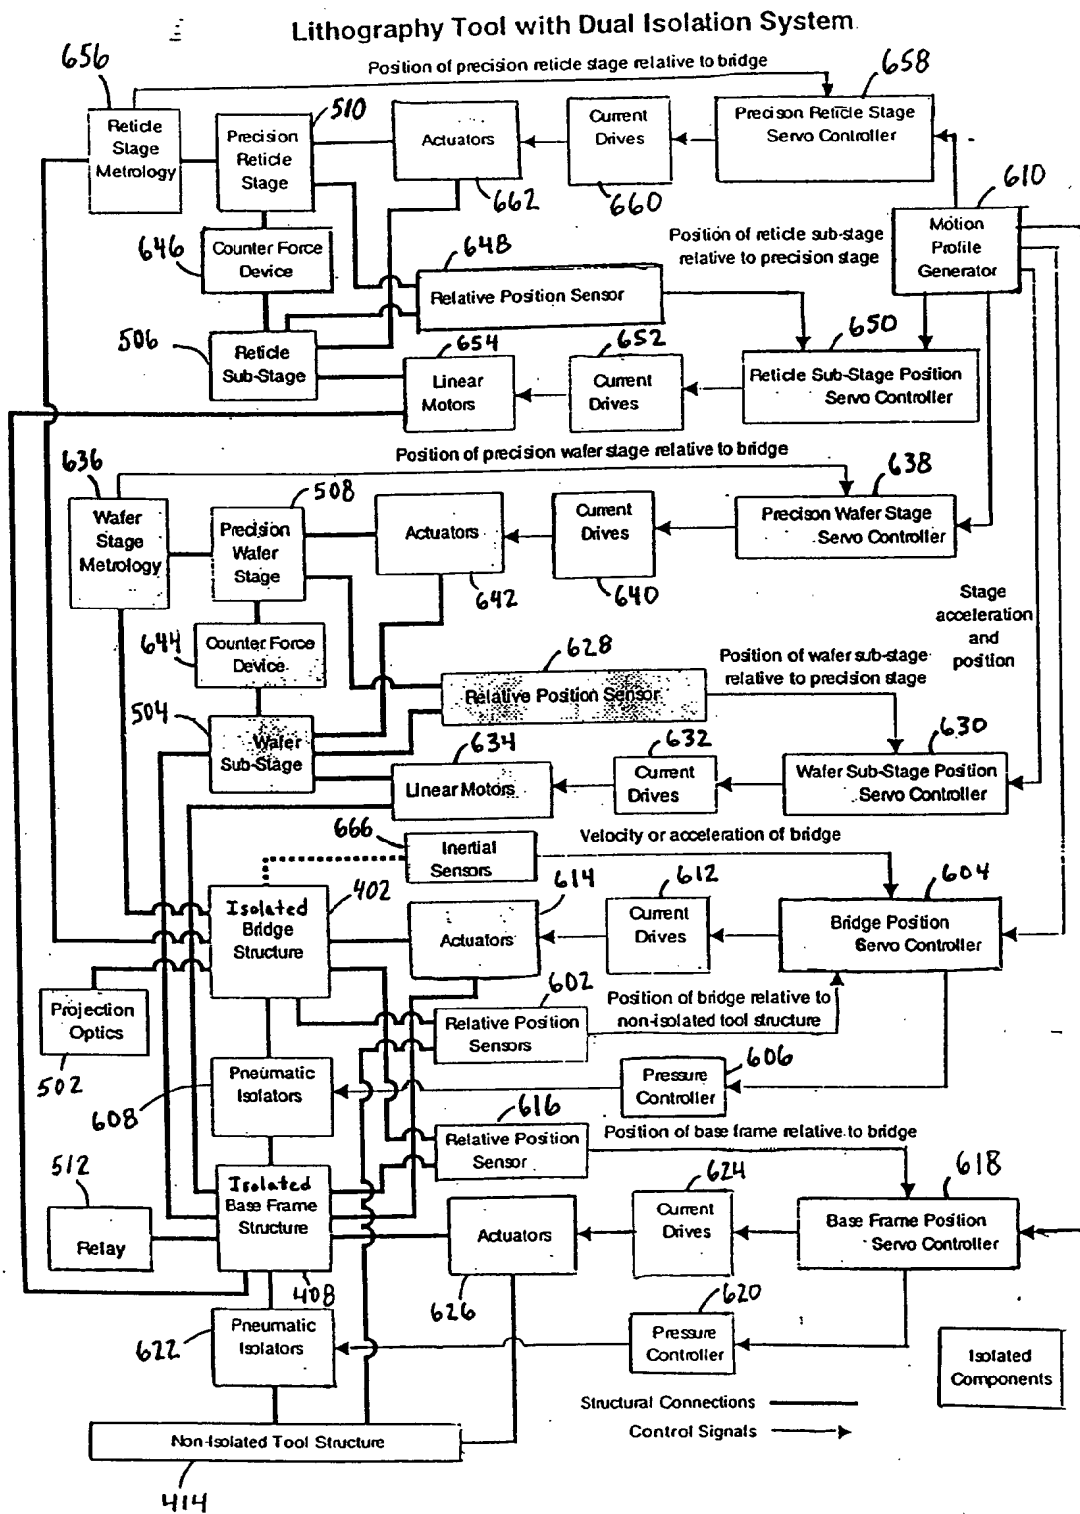 Lithography Tool with Dual Isolation System
656
Position of precision reticle stage relative to bridge
658
510
Reticle
Stage
Metrology
Precision
Reticle
Stage
Actuators
662
Current
Drives
660
Precison Reticle Stage
Servo Controller
610
Motion
Profile
Generator
646
Counter Force
Device
648
Relative Position Sensor
Position of reticle sub-stage
relative to precision stage
506
Reticle
Sub-Stage
654
Linear
Motors
652
Current
Drives
650
Reticle Sub-Stage Position
Servo Controller
636
Position of precision wafer stage relative to bridge
638
508
Wafer
Stage
Metrology
Precision
Wafer
Stage
Actuators
642
Current
Drives
640
Precison Wafer Stage
Servo Controller
Stage
acceleration
and
position
644
Counter Force
Device
628
Relative Position Sensor
Position of wafer sub-stage
relative to precision stage
504
Wafer
Sub-Stage
634
Linear Motors
632
Current
Drives
630
Wafer Sub-Stage Position
Servo Controller
666
Inertial
Sensors
Velocity or acceleration of bridge
402
Isolated
Bridge
Structure
614
Actuators
612
Current
Drives
604
Bridge Position
Servo Controller
Projection
Optics
502
602
Relative Position
Sensors
Position of bridge relative to
non-isolated tool structure
608
Pneumatic
Isolators
606
Pressure
Controller
616
Relative Position
Sensor
Position of base frame relative to bridge
512
Relay
Isolated
Base Frame
Structure
408
Actuators
626
624
Current
Drives
618
Base Frame Position
Servo Controller
622
Pneumatic
Isolators
620
Pressure
Controller
Isolated
Components
Structural Connections
Control Signals
Non-Isolated Tool Structure
414